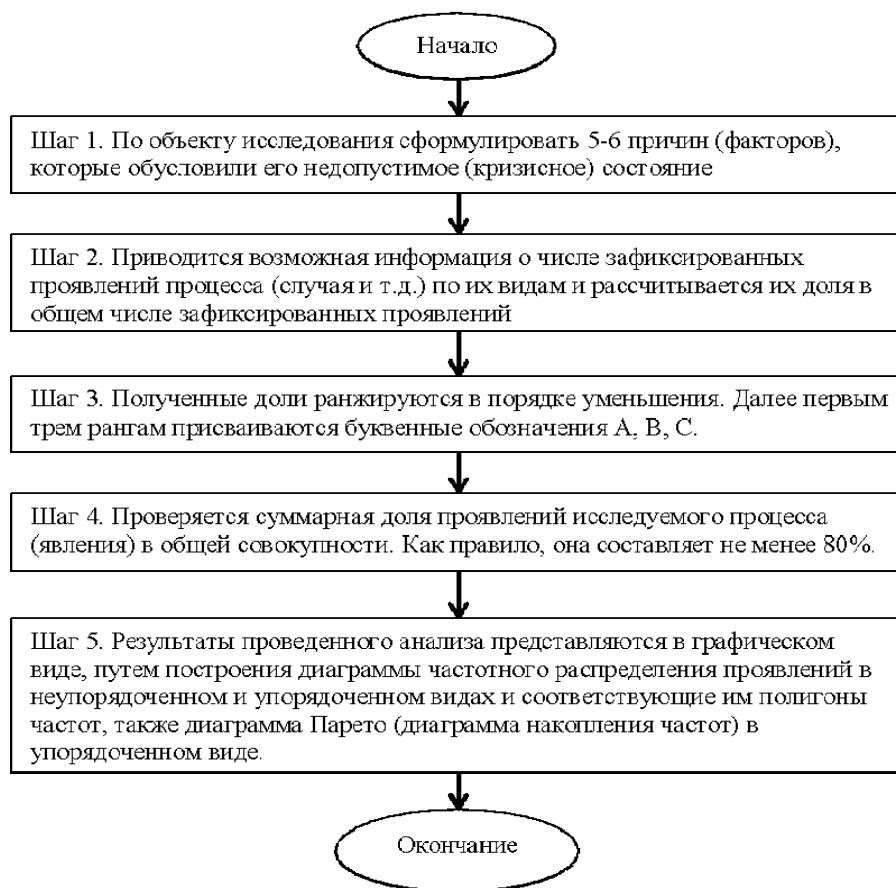 Начало
Шаг 1. По объекту исследования сформулировать 5-6 причин (факторов),
которые обусловили его недопустимое (кризисное) состояние
Шаг 2. Приводится возможная информация о числе зафиксированных
проявлений процесса (случая и т.д.) по их видам и рассчитывается их доля в
общем числе зафиксированных проявлений
Шаг 3. Полученные доли ранжируются в порядке уменьшения. Далее первым
трем рангам присваиваются буквенные обозначения A, B, C.
Шаг 4. Проверяется суммарная доля проявлений исследуемого процесса
(явления) в общей совокупности. Как правило, она составляет не менее 80%.
Шаг 5. Результаты проведенного анализа представляются в графическом
виде, путем построения диаграммы частотного распределения проявлений в
неупорядоченном и упорядоченном видах и соответствующие им полигоны
частот, также диаграмма Парето (диаграмма накопления частот) в
упорядоченном виде.
Окончание